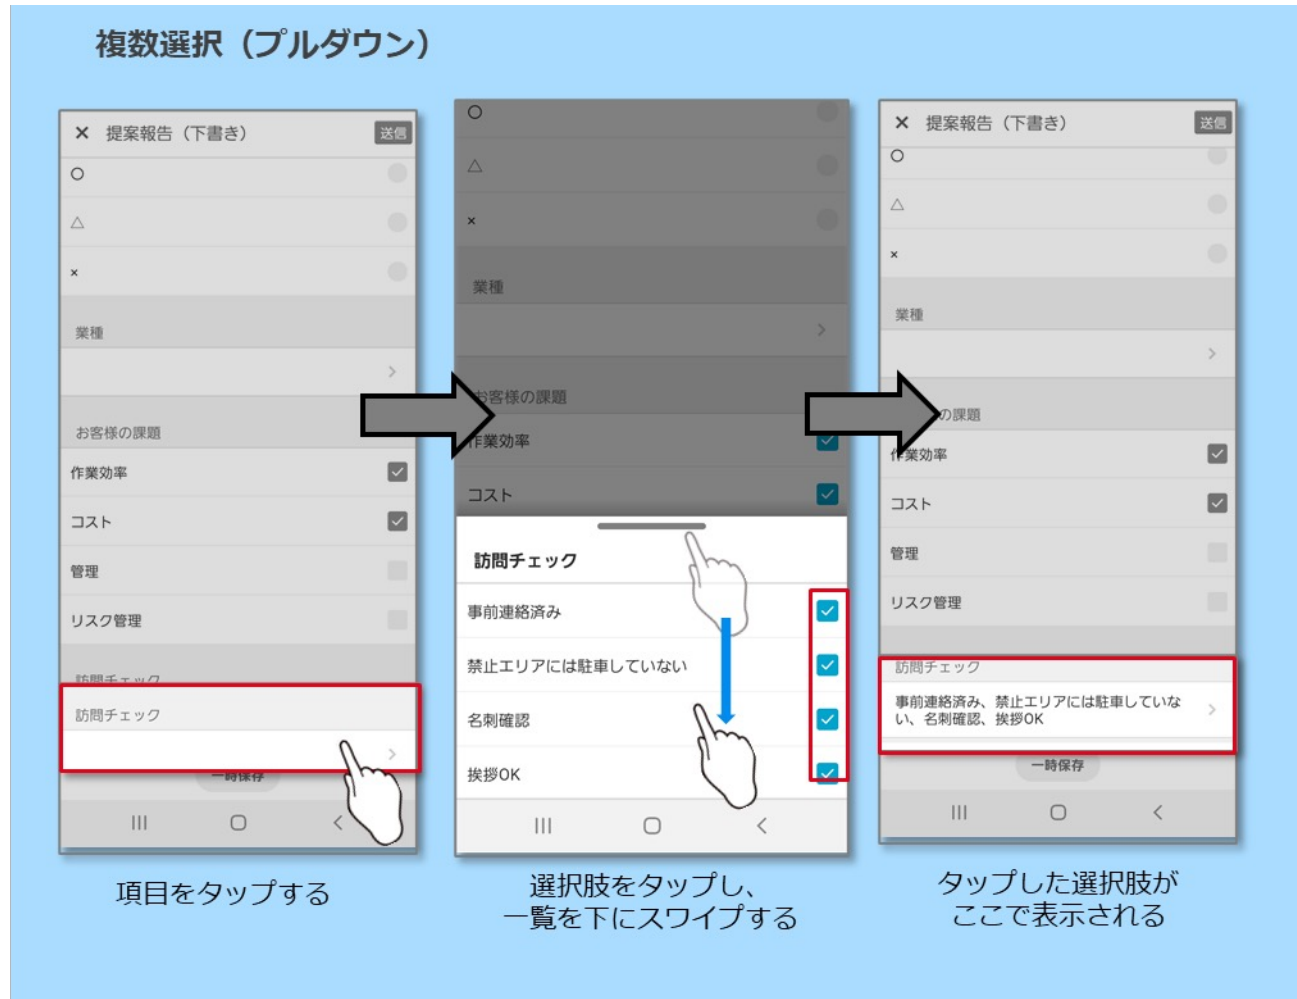 複数選択（プルダウン）
× 提案報告（下書き） 送信
○
△
×
業種
お客様の課題
作業効率
コスト
管理
リスク管理
訪問チェック
訪問チェック
一時保存
項目をタップする
○
△
×
業種
お客様の課題
作業効率
コスト
訪問チェック
事前連絡済み
禁止エリアには駐車していない
名刺確認
挨拶OK
選択肢をタップし、
一覧を下にスワイプする
× 提案報告（下書き） 送信
○
△
×
業種
の課題
作業効率
コスト
管理
リスク管理
訪問チェック
事前連絡済み、禁止エリアには駐車していな
い、名刺確認、挨拶OK
一時保存
タップした選択肢が
ここで表示される